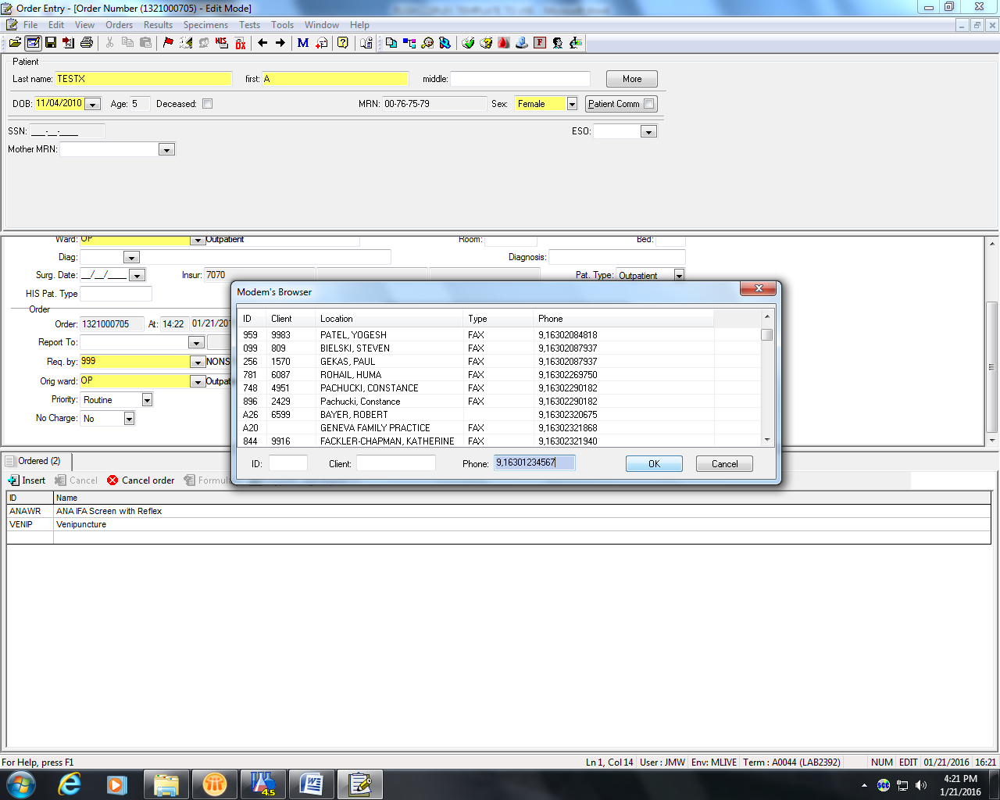 Order Entry - [Order Number (1321000705) - Edit Mode]
File Edit View Orders Results Specimens Tests Tools Window Help
HIS DX M ? F
Patient
Last name: TESTX first: A middle: More
DOB: 11/04/2010 Age: 5 Deceased: MRN: 00-76-75-79 Sex: Female Patient Comm
SSN: ___-__-____ ESO:
Mother MRN:
Ward: OP Outpatient Room: Bed:
Diag: Diagnosis:
Surg. Date: __/__/____ Insur: 7070 Pat. Type: Outpatient
HIS Pat. Type
Order
Order: 1321000705 At: 14:22 01/21/20
Report To:
Req. by: 999 NONS
Orig ward: OP Outpat
Priority: Routine
No Charge: No
Modem's Browser
ID Client Location Type Phone
959 9983 PATEL, YOGESH FAX 9,16302084818
099 809 BIELSKI, STEVEN FAX 9,16302087937
256 1570 GEKAS, PAUL FAX 9,16302087937
781 6087 ROHAIL, HUMA FAX 9,16302269750
748 4951 PACHUCKI, CONSTANCE FAX 9,16302290182
896 2429 Pachucki, Constance FAX 9,16302290182
A26 6599 BAYER, ROBERT 9,16302320675
A20 GENEVA FAMILY PRACTICE FAX 9,16302321868
844 9916 FACKLER-CHAPMAN, KATHERINE FAX 9,16302321940
ID: Client: Phone: 9,16301234567 OK Cancel
Ordered (2)
Insert Cancel Cancel order Formul
ID Name
ANAWR ANA IFA Screen with Reflex
VENIP Venipuncture
For Help, press F1 Ln 1, Col 14 User : JMW Env: MLIVE Term : A0044 (LAB2392) NUM EDIT 01/21/2016 16:21
4.5 4:21 PM
1/21/2016